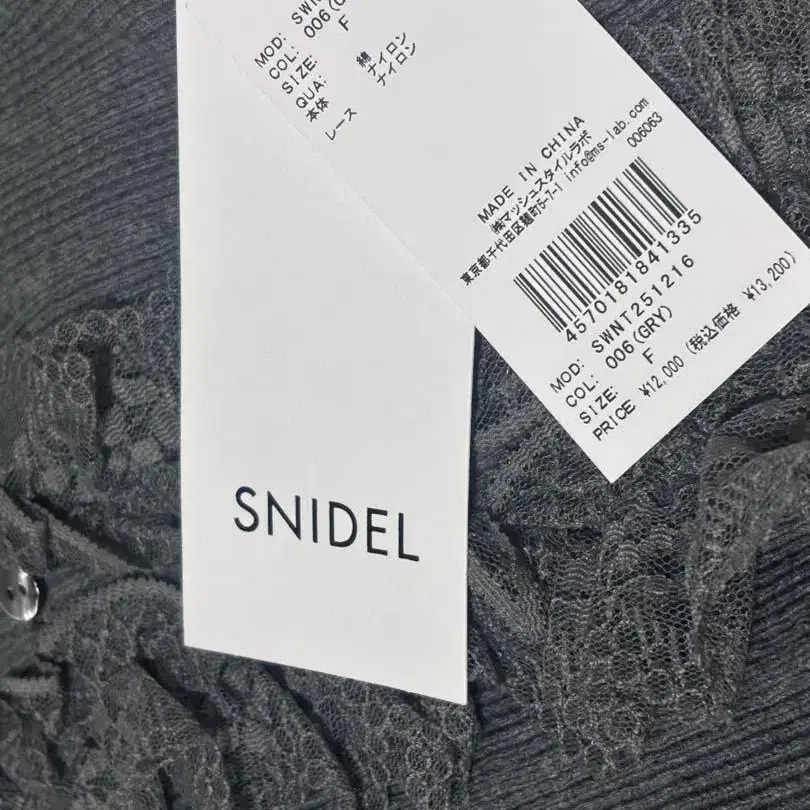 MOD: SWN
COL: 006(G
SIZE: F
QUA:
本体 綿 ナイロン
レース ナイロン
MADE IN CHINA
㈱マッシュスタイルラボ
東京都千代田区麹町5-7-1 info@ms-lab.com
006063
4570181841335
MOD: SWNT251216
COL: 006(GRY)
SIZE: F
PRICE: ¥12,000 (税込価格 ¥13,200)
SNIDEL